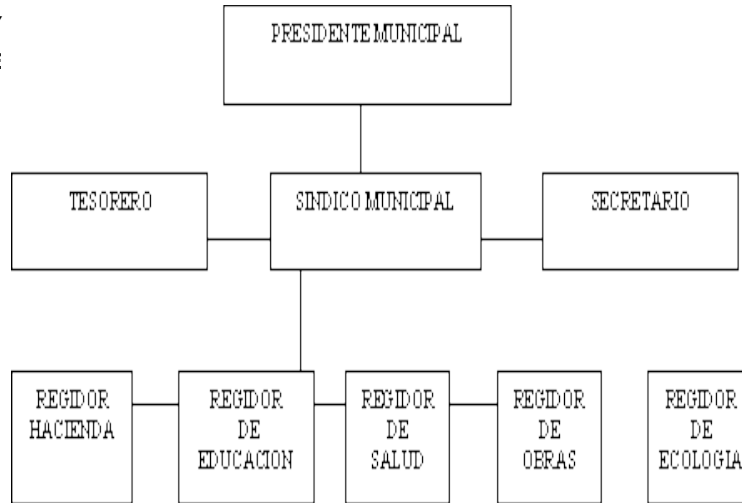 PRESIDENTE MUNICIPAL
TESORERO
SINDICO MUNICIPAL
SECRETARIO
REGIDOR
HACIENDA
REGIDOR
DE
EDUCACION
REGIDOR
DE
SALUD
REGIDOR
DE
OBRAS
REGIDOR
DE
ECOLOGIA